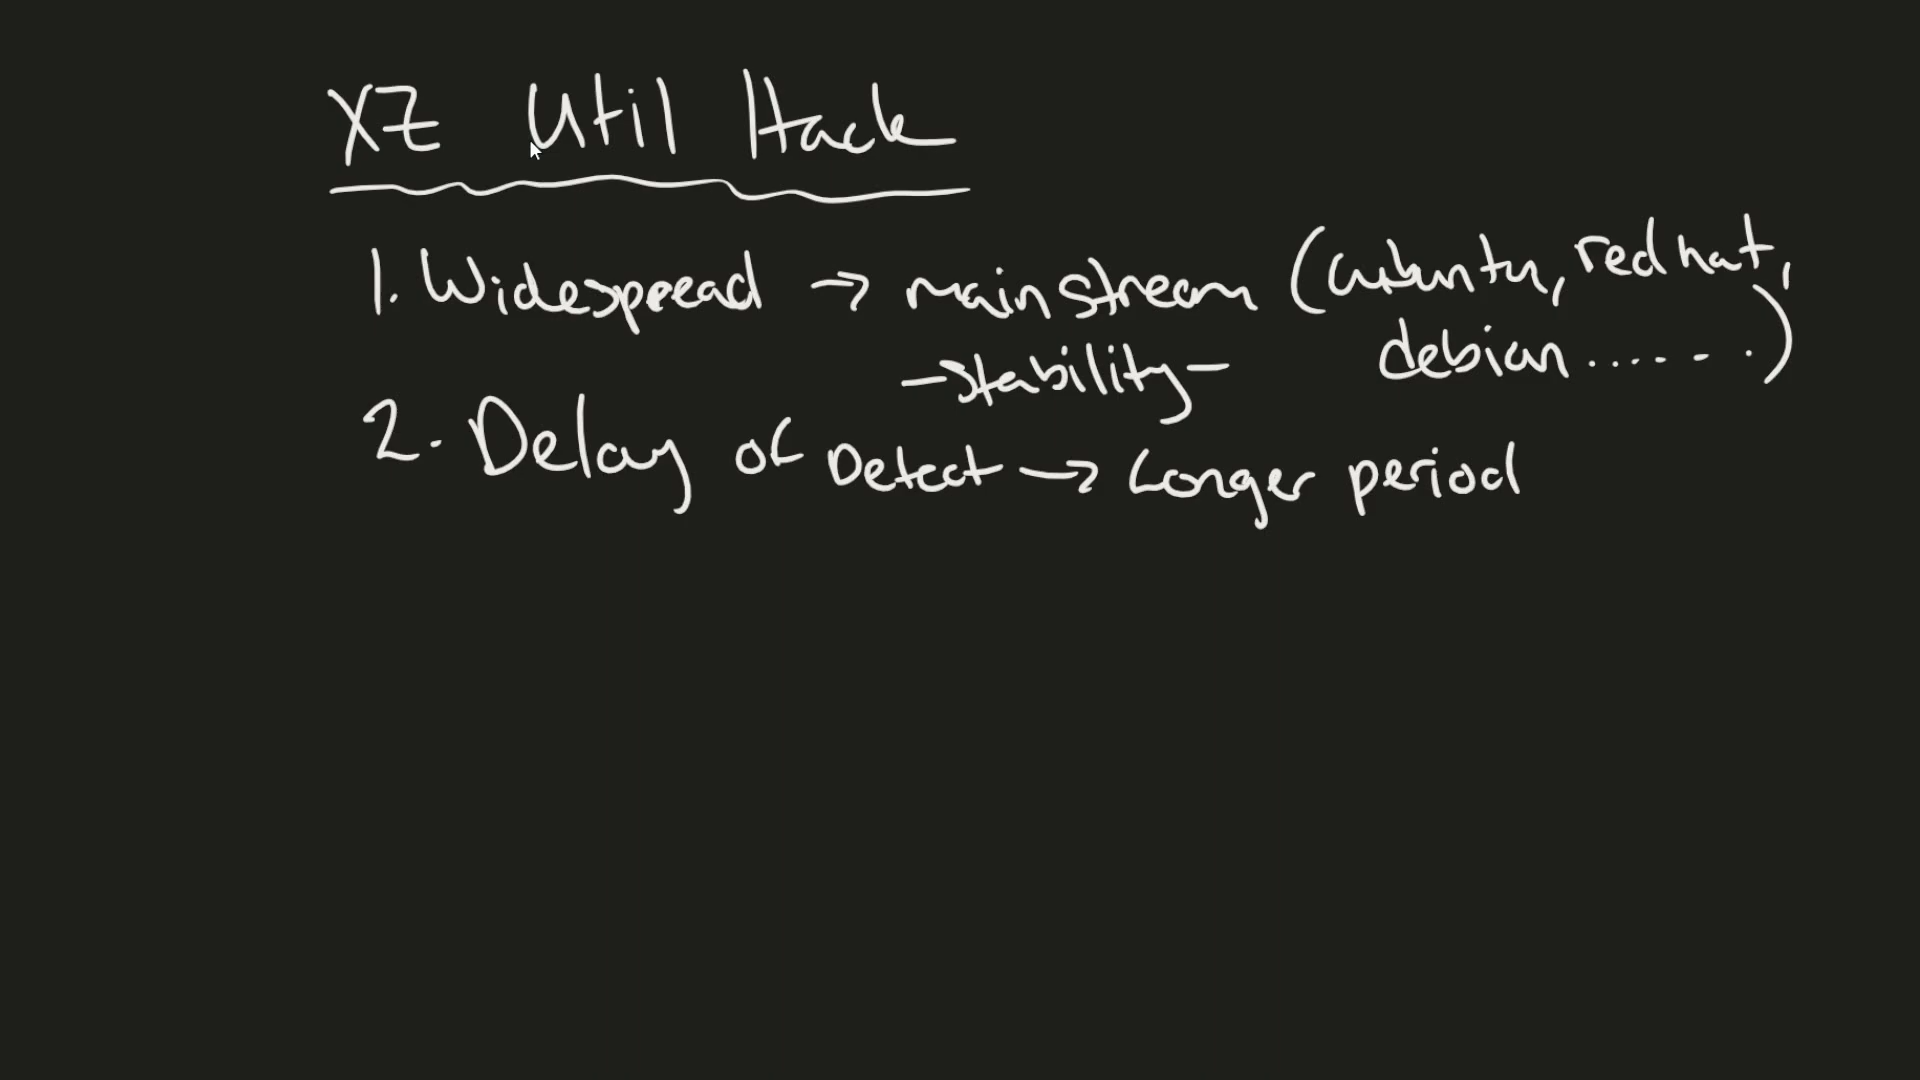 XZ Util Hack
1. Widespread → mainstream (ubuntu, redhat,
-stability- debian.......)
2. Delay of Detect → Longer period